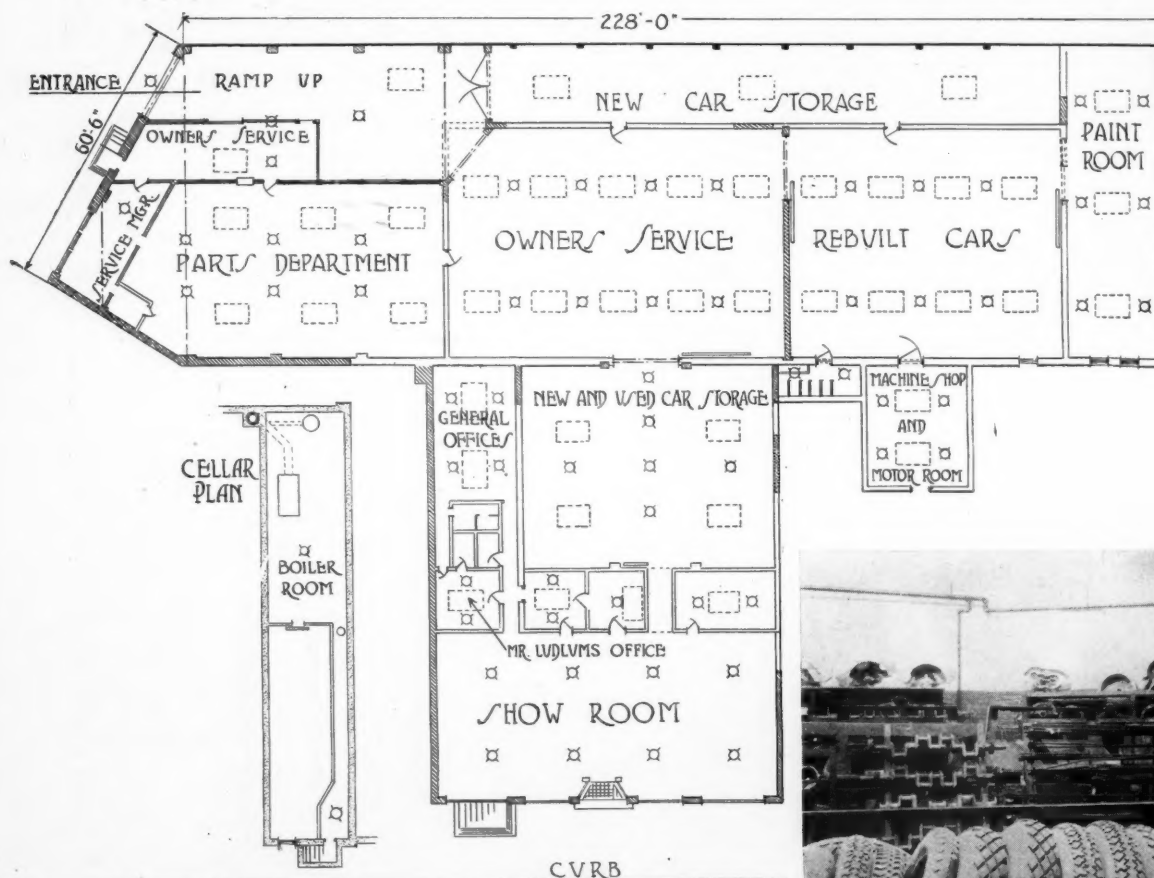 228'-0"
ENTRANCE
RAMP UP
60'-6"
OWNERS SERVICE
NEW CAR STORAGE
PAINT
ROOM
SERVICE MGR.
PARTS DEPARTMENT
OWNERS SERVICE
REBUILT CARS
GENERAL
OFFICES
NEW AND USED CAR STORAGE
MACHINE SHOP
AND
MOTOR ROOM
CELLAR
PLAN
BOILER
ROOM
MR. LUDLUMS OFFICE
SHOW ROOM
CURB